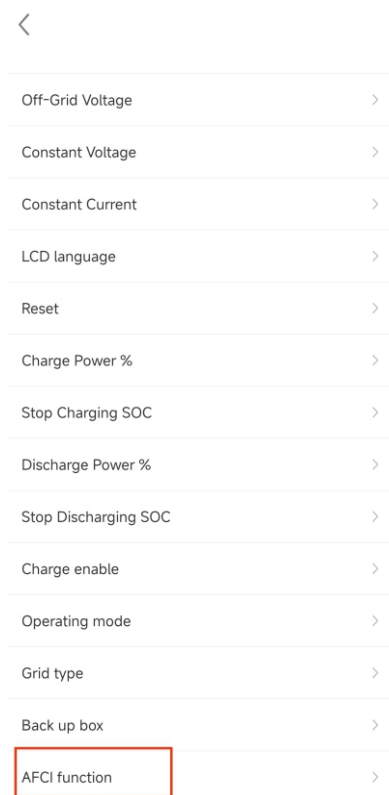 Off-Grid Voltage
Constant Voltage
Constant Current
LCD language
Reset
Charge Power %
Stop Charging SOC
Discharge Power %
Stop Discharging SOC
Charge enable
Operating mode
Grid type
Back up box
AFCI function